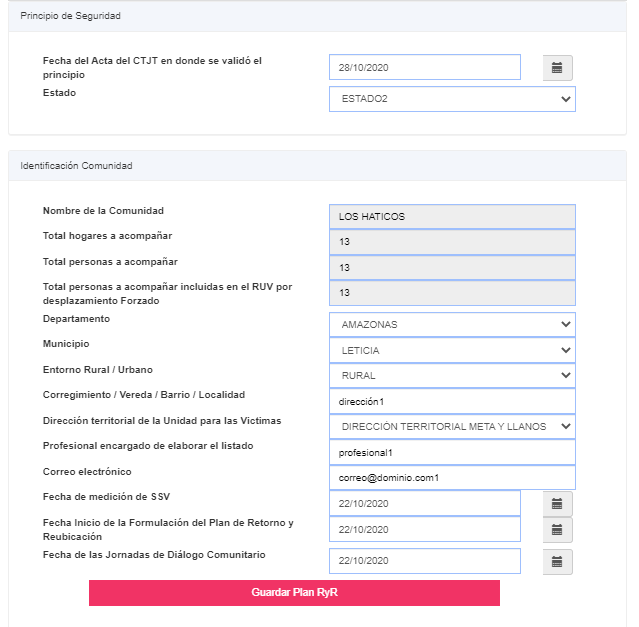 Principio de Seguridad
Fecha del Acta del CTJT en donde se validó el
principio
28/10/2020
Estado
ESTADO2
Identificación Comunidad
Nombre de la Comunidad
LOS HATICOS
Total hogares a acompañar
13
Total personas a acompañar
13
Total personas a acompañar incluidas en el RUV por
desplazamiento Forzado
13
Departamento
AMAZONAS
Municipio
LETICIA
Entorno Rural / Urbano
RURAL
Corregimiento / Vereda / Barrio / Localidad
dirección1
Dirección territorial de la Unidad para las Victimas
DIRECCIÓN TERRITORIAL META Y LLANOS
Profesional encargado de elaborar el listado
profesional1
Correo electrónico
correo@dominio.com1
Fecha de medición de SSV
22/10/2020
Fecha Inicio de la Formulación del Plan de Retorno y
Reubicación
22/10/2020
Fecha de las Jornadas de Diálogo Comunitario
22/10/2020
Guardar Plan RyR